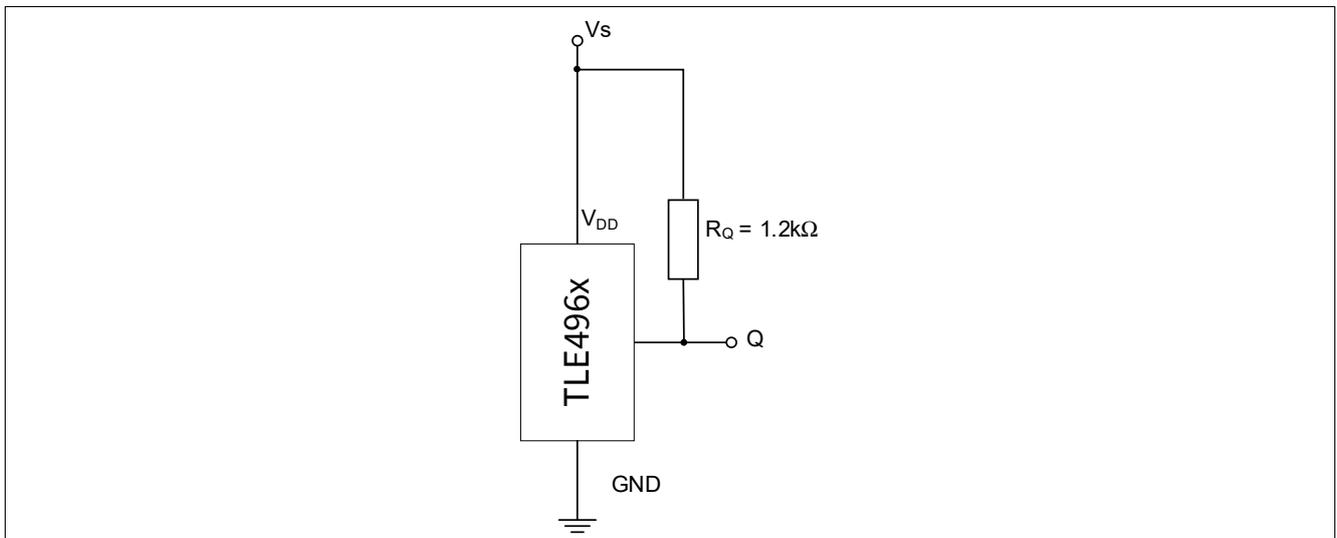 Vs
VDD
RQ = 1.2kΩ
TLE496x
Q
GND